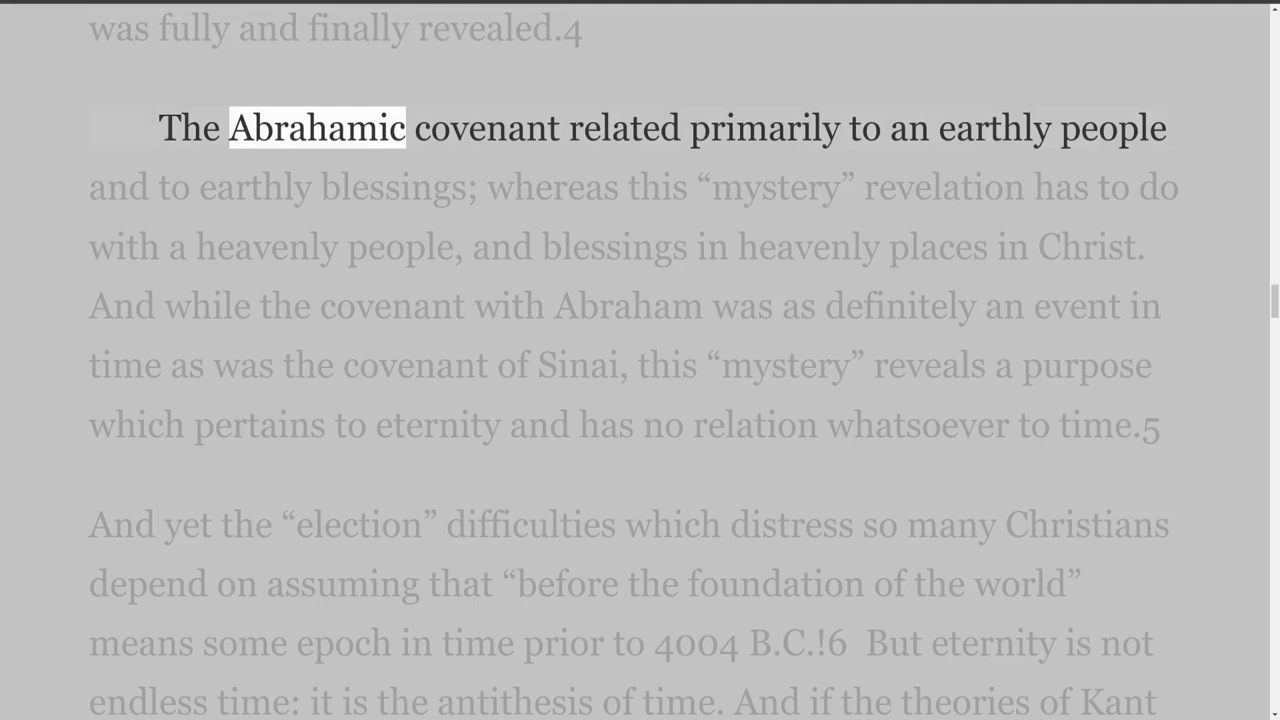 was fully and finally revealed.4
The Abrahamic covenant related primarily to an earthly people
and to earthly blessings; whereas this “mystery” revelation has to do
with a heavenly people, and blessings in heavenly places in Christ.
And while the covenant with Abraham was as definitely an event in
time as was the covenant of Sinai, this “mystery” reveals a purpose
which pertains to eternity and has no relation whatsoever to time.5
And yet the “election” difficulties which distress so many Christians
depend on assuming that “before the foundation of the world”
means some epoch in time prior to 4004 B.C.!6  But eternity is not
endless time: it is the antithesis of time. And if the theories of Kant